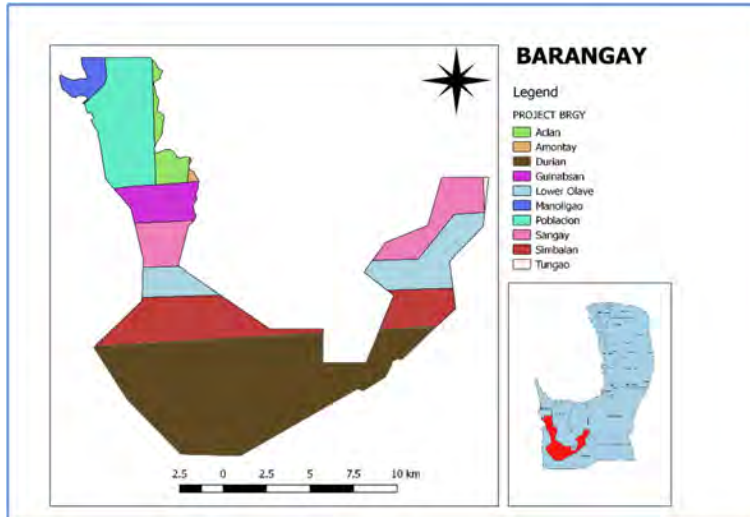 BARANGAY
Legend
PROJECT BRGY
Aclan
Amontay
Durian
Guinabsan
Lower Olave
Manoligao
Poblacion
Sangay
Simbalan
Tungao
2.5 0 2.5 5 7.5 10 km